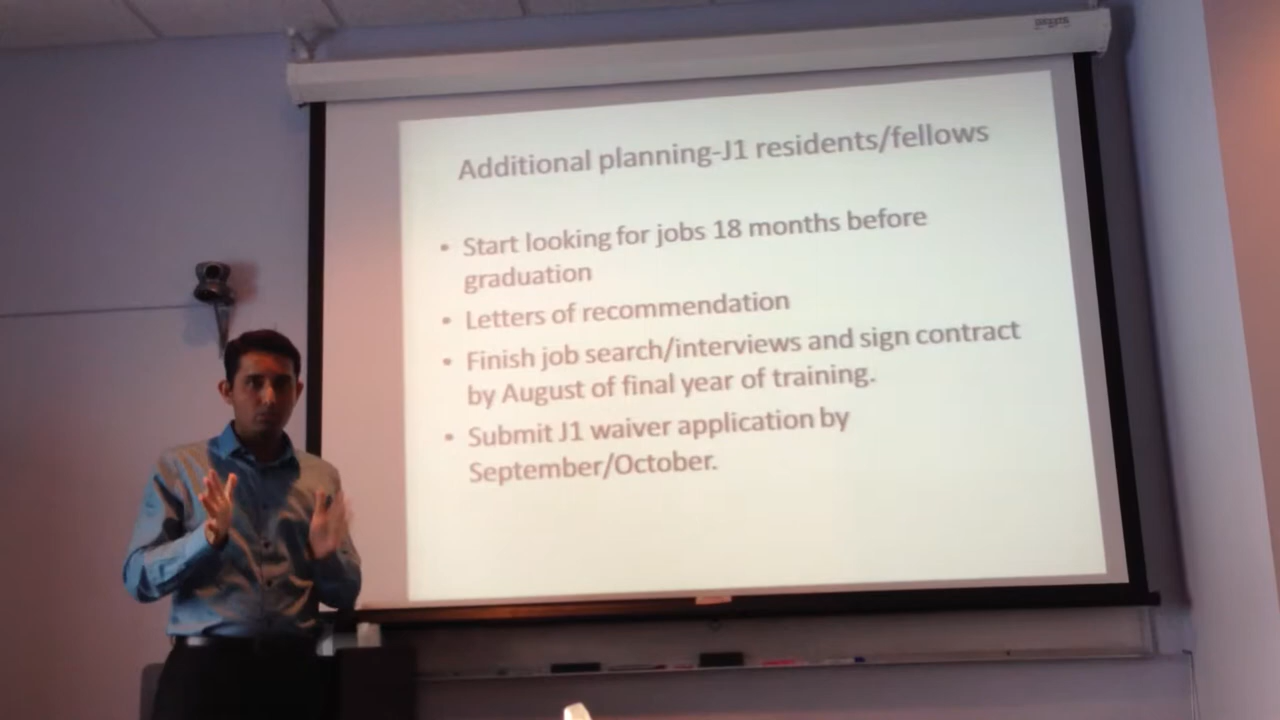 Additional planning-J1 residents/fellows
• Start looking for jobs 18 months before
graduation
• Letters of recommendation
• Finish job search/interviews and sign contract
by August of final year of training.
• Submit J1 waiver application by
September/October.